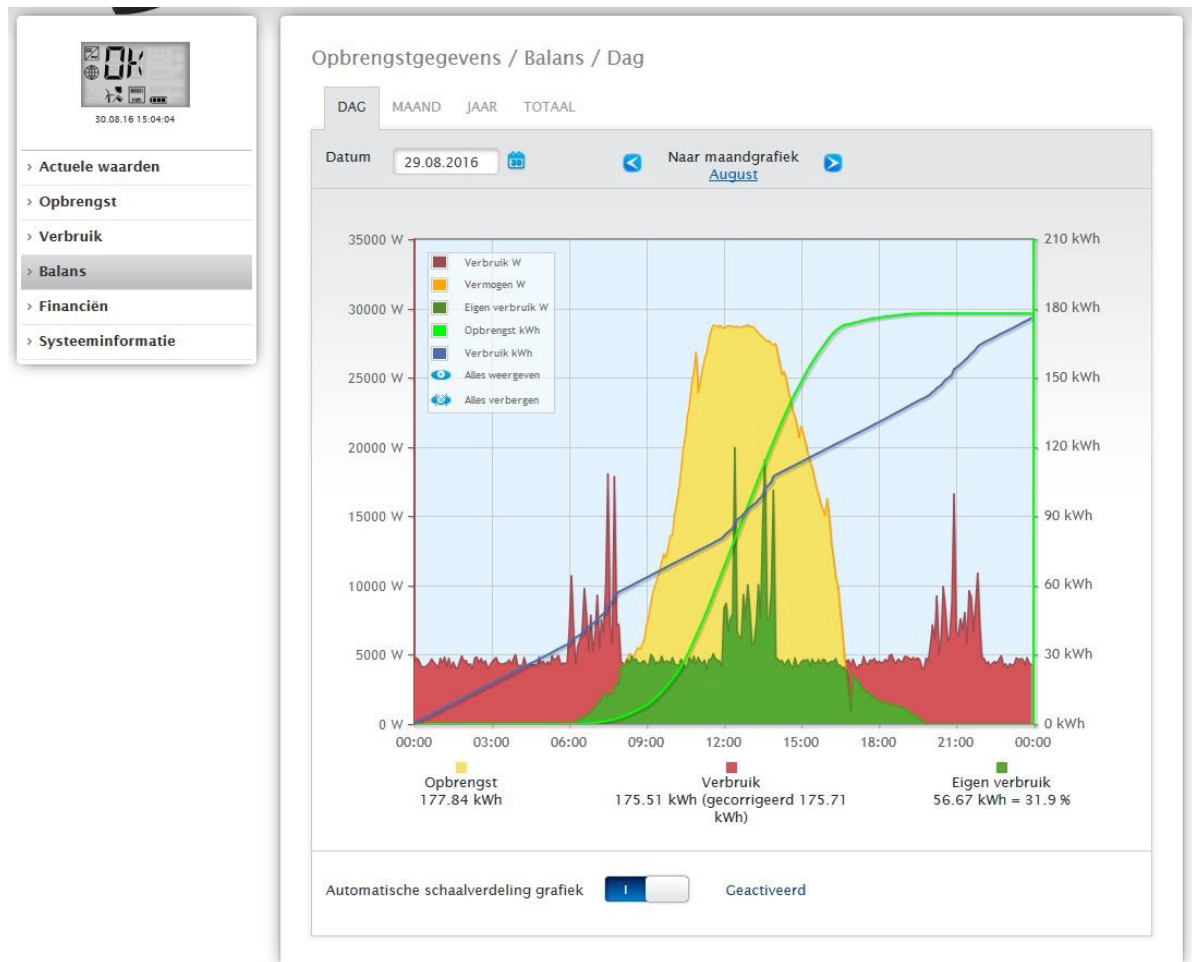 OK
30.08.16 15:04:04
› Actuele waarden
› Opbrengst
› Verbruik
› Balans
› Financiën
› Systeeminformatie
Opbrengstgegevens / Balans / Dag
DAG MAAND JAAR TOTAAL
Datum 29.08.2016 Naar maandgrafiek
August
35000 W 210 kWh
Verbruik W
Vermogen W
Eigen verbruik W
30000 W 180 kWh
Opbrengst kWh
Verbruik kWh
Alles weergeven
25000 W 150 kWh
Alles verbergen
20000 W 120 kWh
15000 W 90 kWh
10000 W 60 kWh
5000 W 30 kWh
0 W 0 kWh
00:00 03:00 06:00 09:00 12:00 15:00 18:00 21:00 00:00
Opbrengst Verbruik Eigen verbruik
177.84 kWh 175.51 kWh (gecorrigeerd 175.71 56.67 kWh = 31.9 %
kWh)
Automatische schaalverdeling grafiek I Geactiveerd